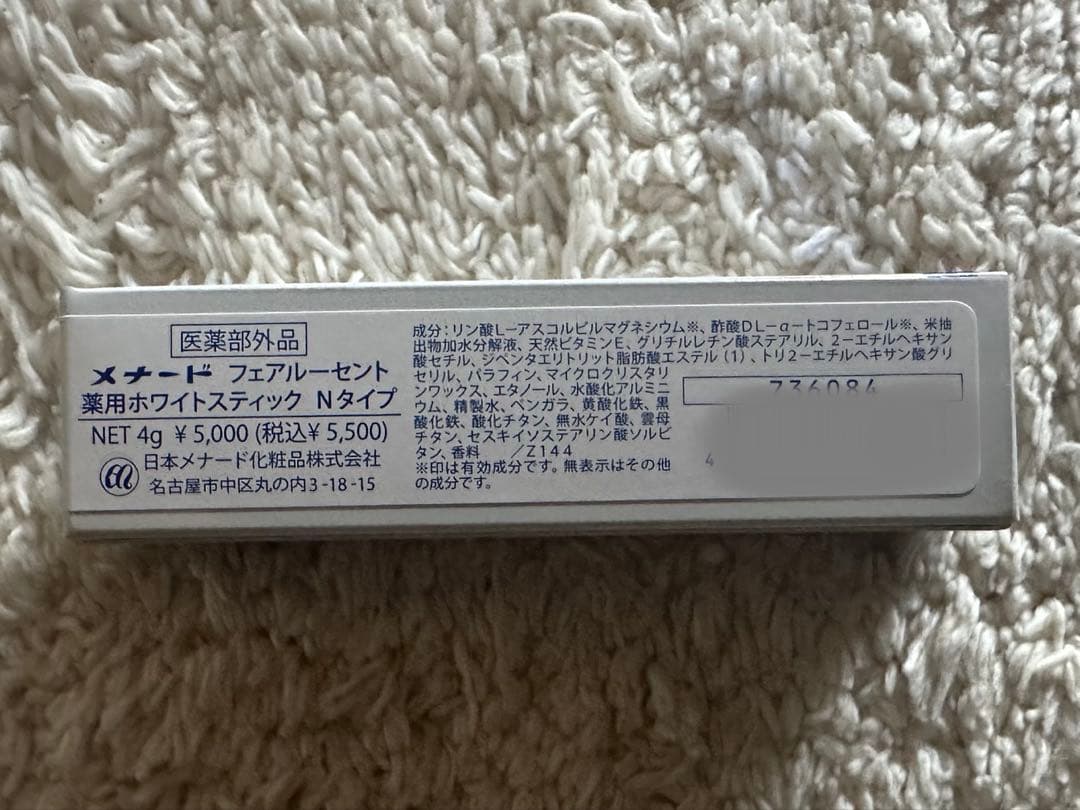 医薬部外品
メナード フェアルーセント
薬用ホワイトスティック Nタイプ
NET 4g ¥5,000 (税込¥5,500)
日本メナード化粧品株式会社
名古屋市中区丸の内3-18-15
成分：リン酸L−アスコルビルマグネシウム※、酢酸DL−α−トコフェロール※、米抽
出物加水分解液、天然ビタミンE、グリチルレチン酸ステアリル、2−エチルヘキサン
酸セチル、ジペンタエリトリット脂肪酸エステル（1）、トリ2−エチルヘキサン酸グリ
セリル、パラフィン、マイクロクリスタリ
ンワックス、エタノール、水酸化アルミニ
ウム、精製水、ベンガラ、黄酸化鉄、黒
酸化鉄、酸化チタン、無水ケイ酸、雲母
チタン、セスキイソステアリン酸ソルビ
タン、香料　／Z144
※印は有効成分です。無表示はその他
の成分です。
736084
4